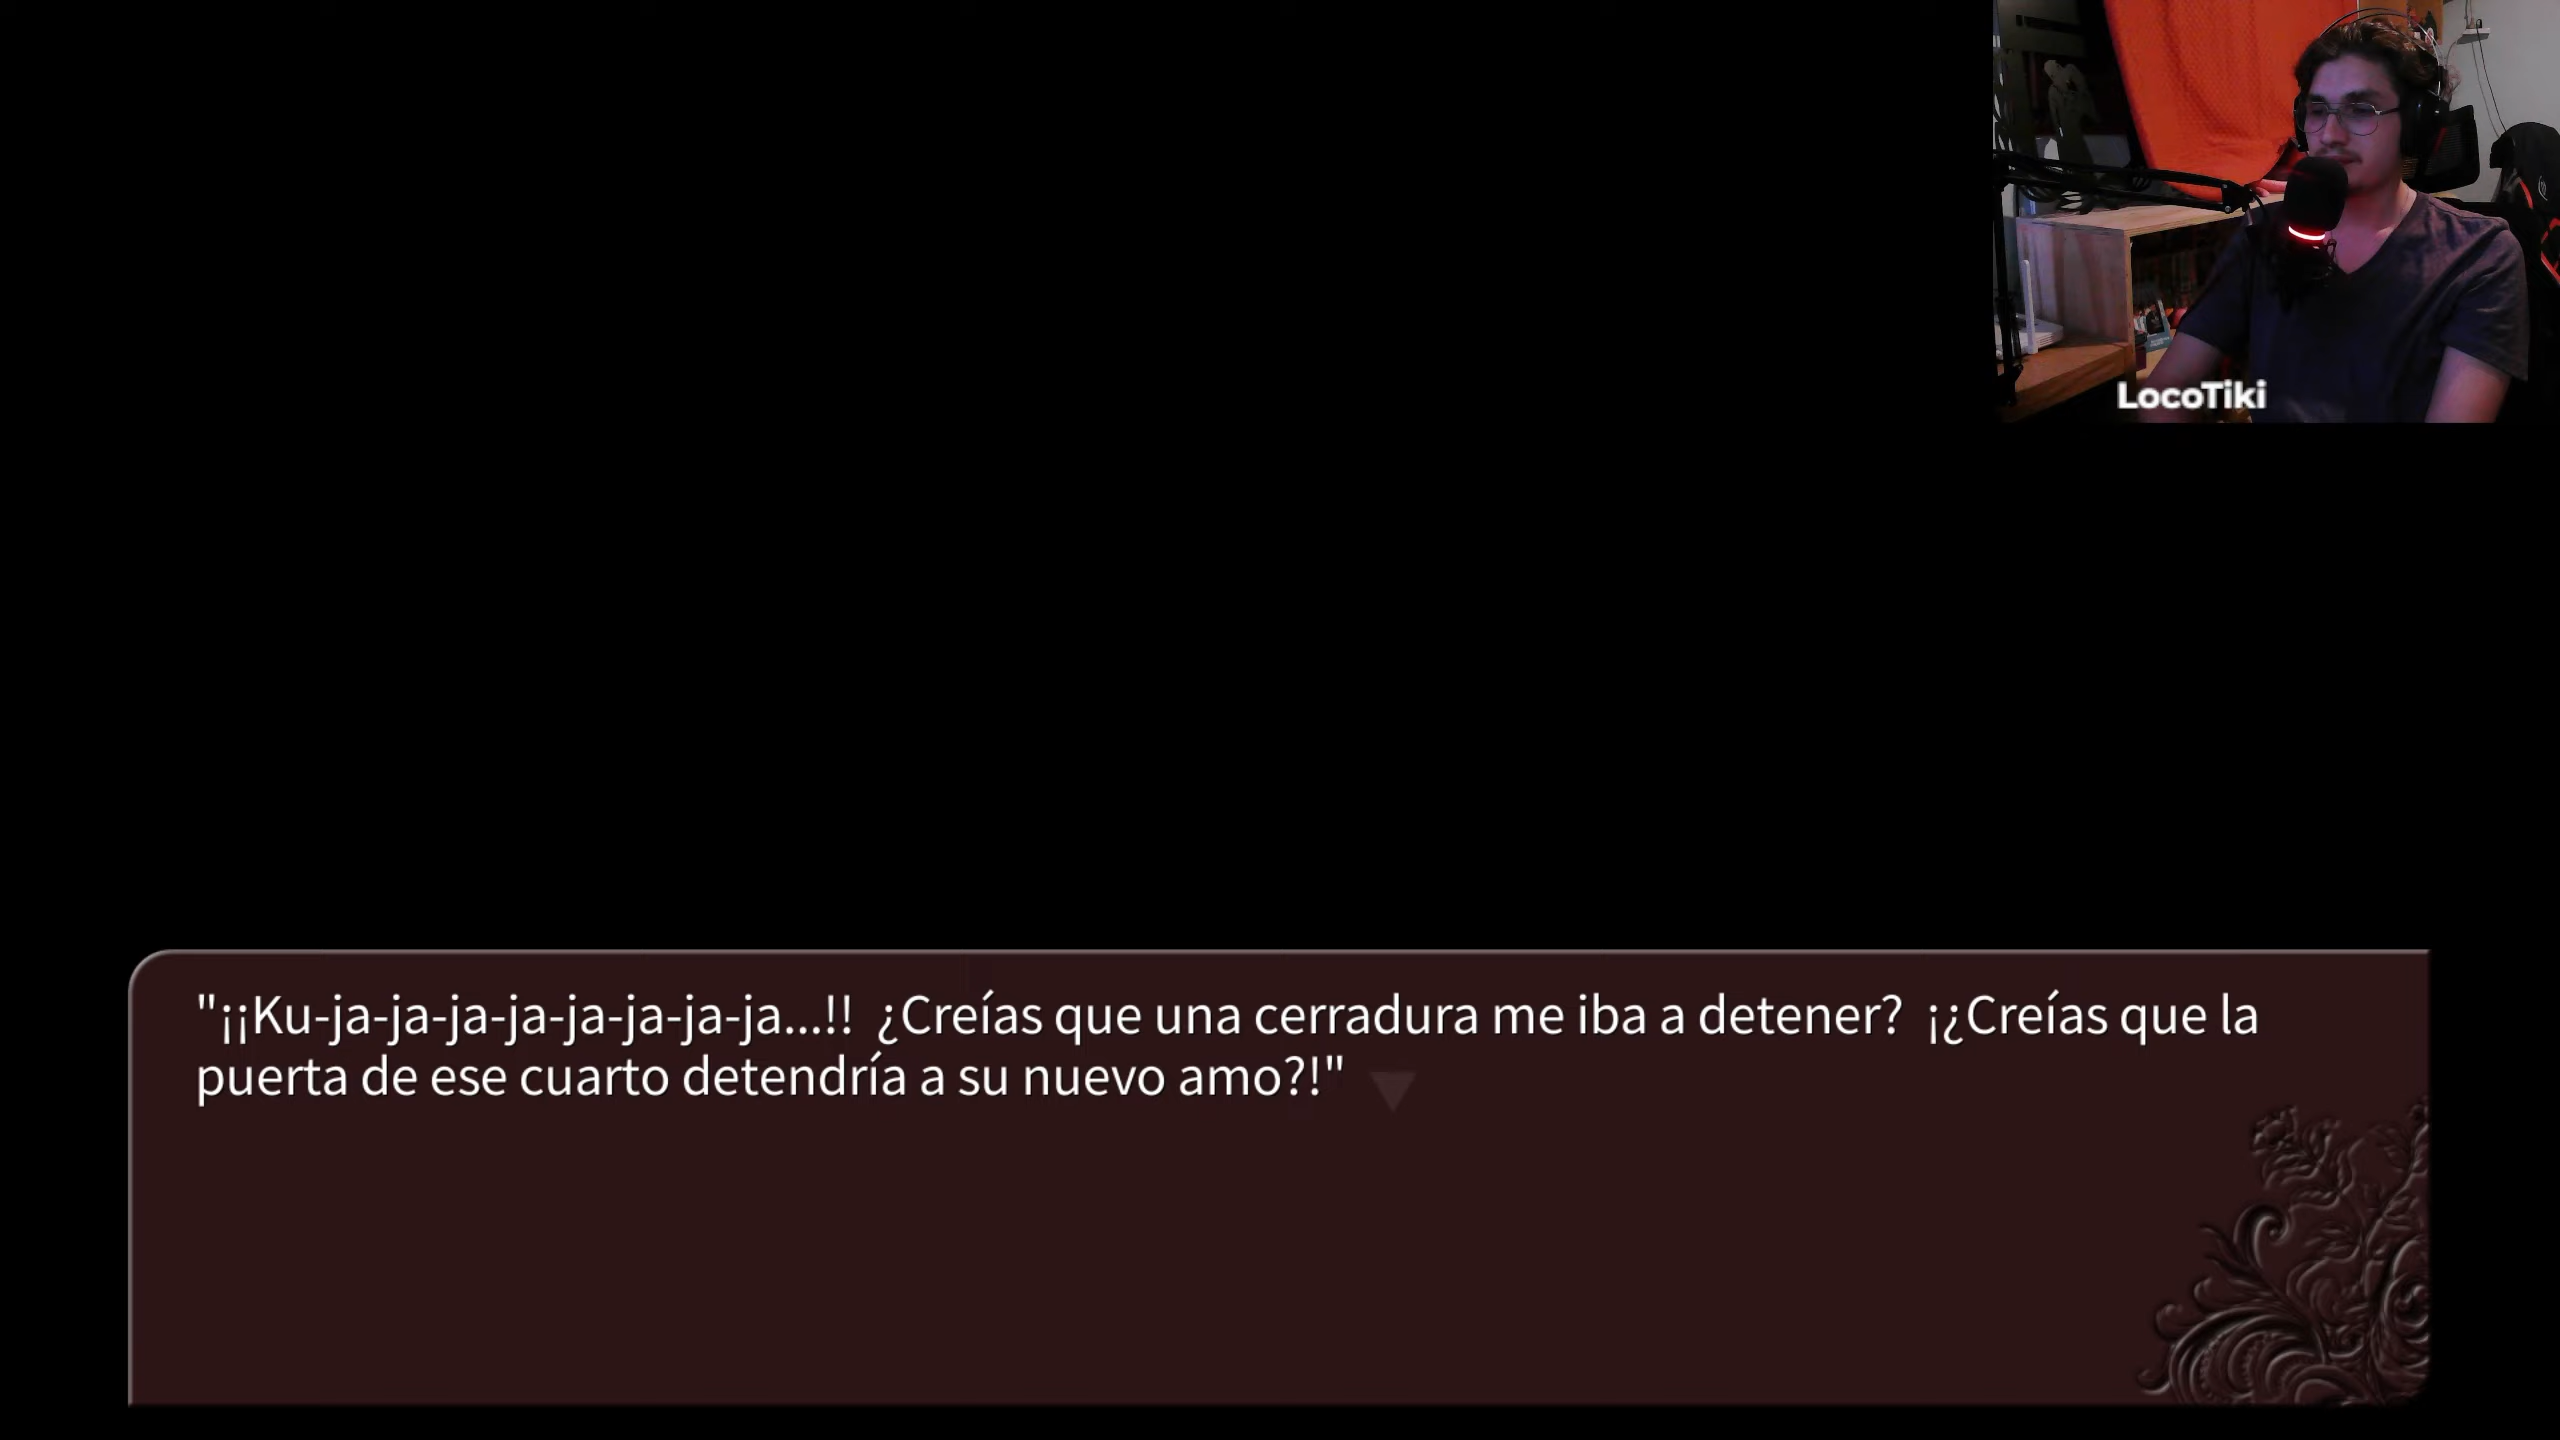 LocoTiki
"¡¡Ku-ja-ja-ja-ja-ja-ja-ja-ja...!!  ¿Creías que una cerradura me iba a detener?  ¡¿Creías que la
puerta de ese cuarto detendría a su nuevo amo?!"